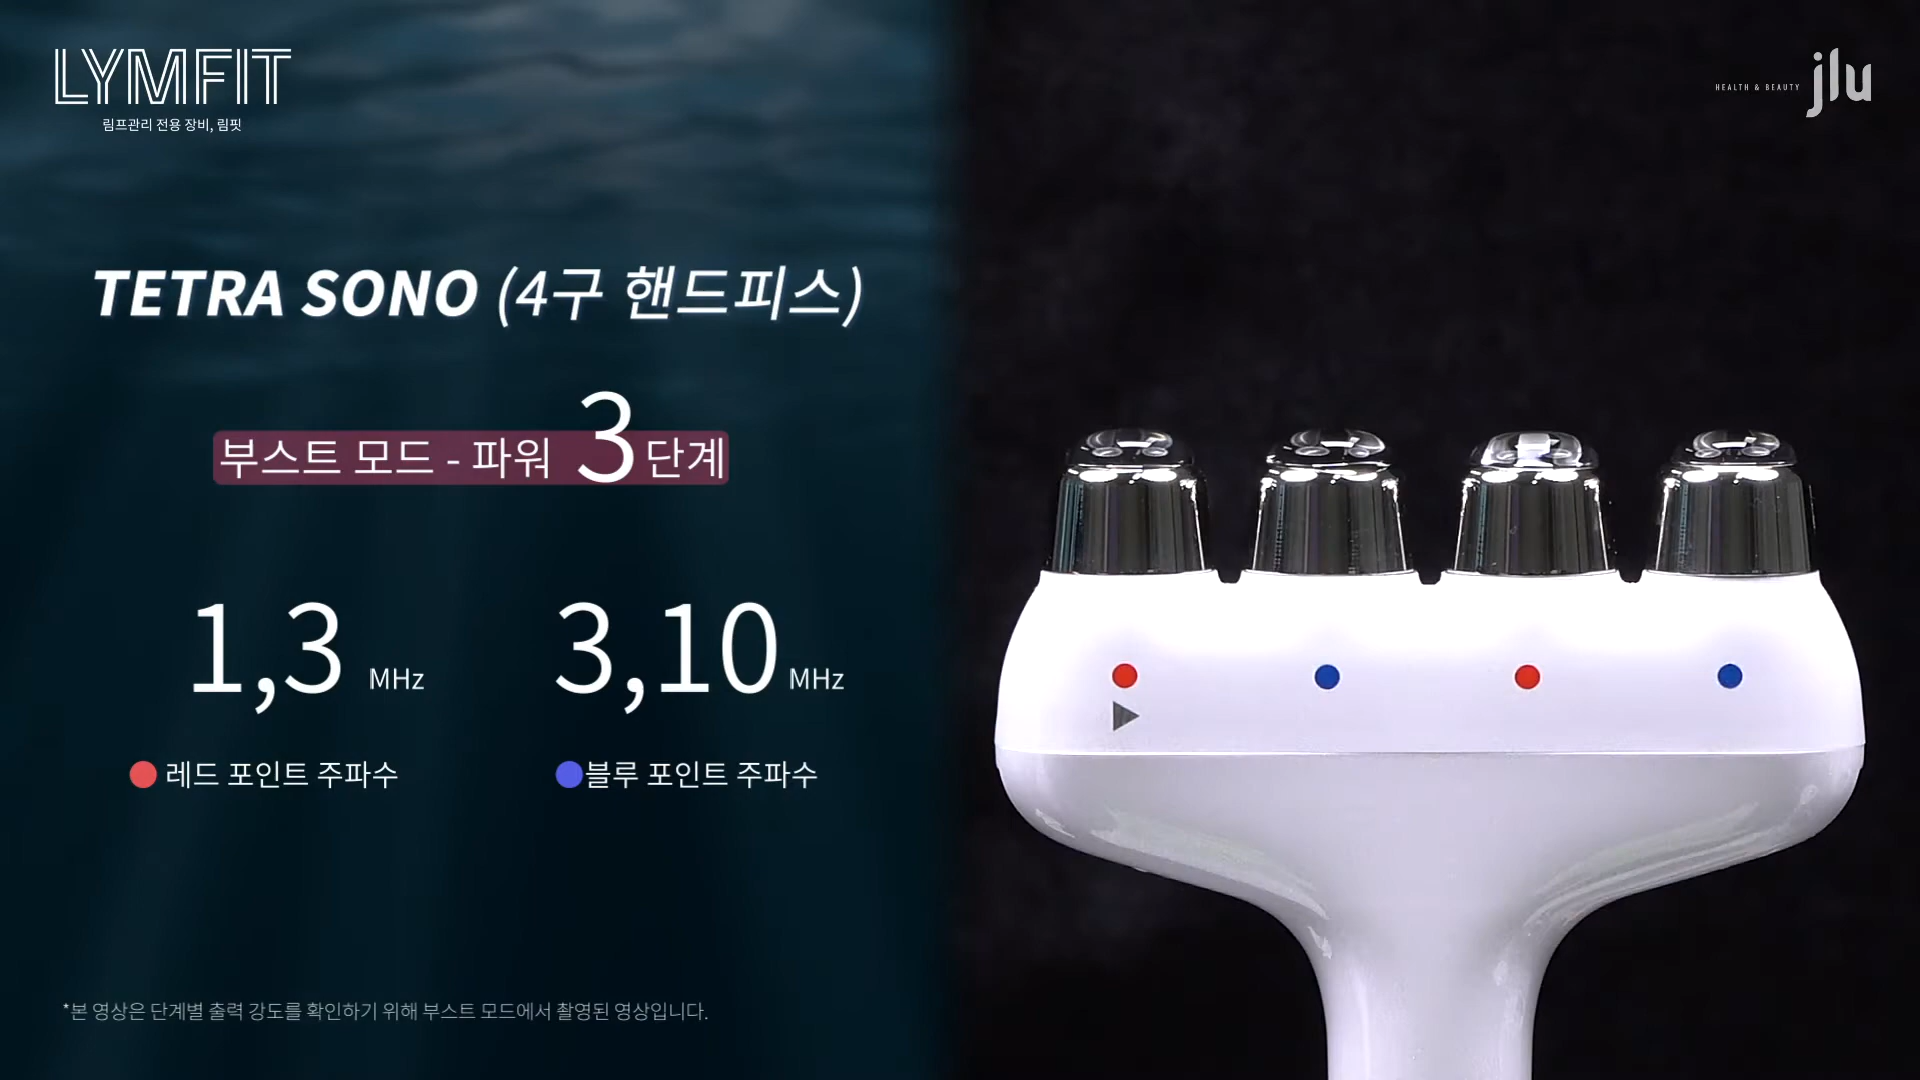 LYMFIT
림프관리 전용 장비, 림핏
HEALTH & BEAUTY jlu
TETRA SONO (4구 핸드피스)
부스트 모드 - 파워 3 단계
1,3 MHz
3,10 MHz
레드 포인트 주파수
블루 포인트 주파수
*본 영상은 단계별 출력 강도를 확인하기 위해 부스트 모드에서 촬영된 영상입니다.